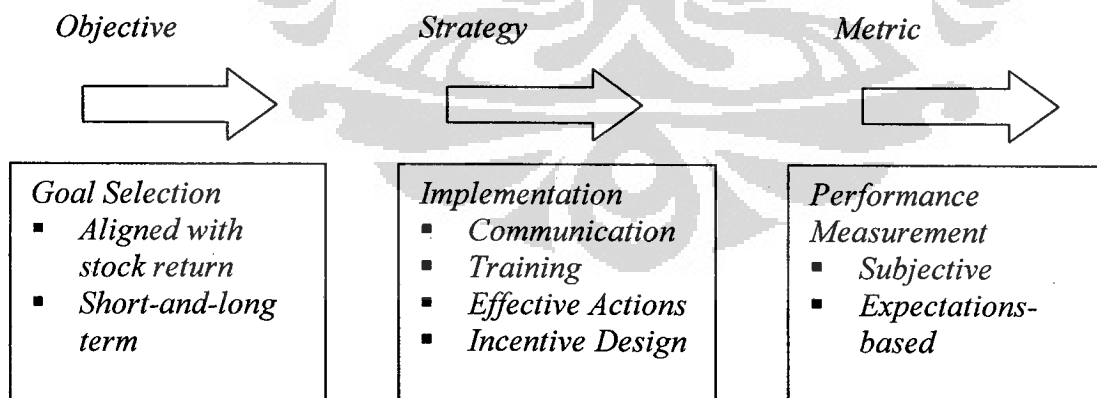 Objective
Strategy
Metric
Goal Selection
▪ Aligned with
stock return
▪ Short-and-long
term
Implementation
▪ Communication
▪ Training
▪ Effective Actions
▪ Incentive Design
Performance
Measurement
▪ Subjective
▪ Expectations-
based